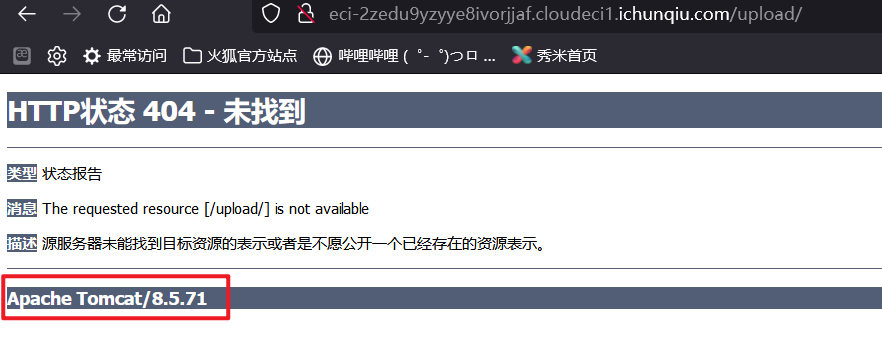 eci-2zedu9yzyye8ivorjjaf.cloudeci1.ichunqiu.com/upload/
最常访问 火狐官方站点 哔哩哔哩 ( ゜- ゜)つロ ... 秀米首页
HTTP状态 404 - 未找到
类型 状态报告
消息 The requested resource [/upload/] is not available
描述 源服务器未能找到目标资源的表示或者是不愿公开一个已经存在的资源表示。
Apache Tomcat/8.5.71